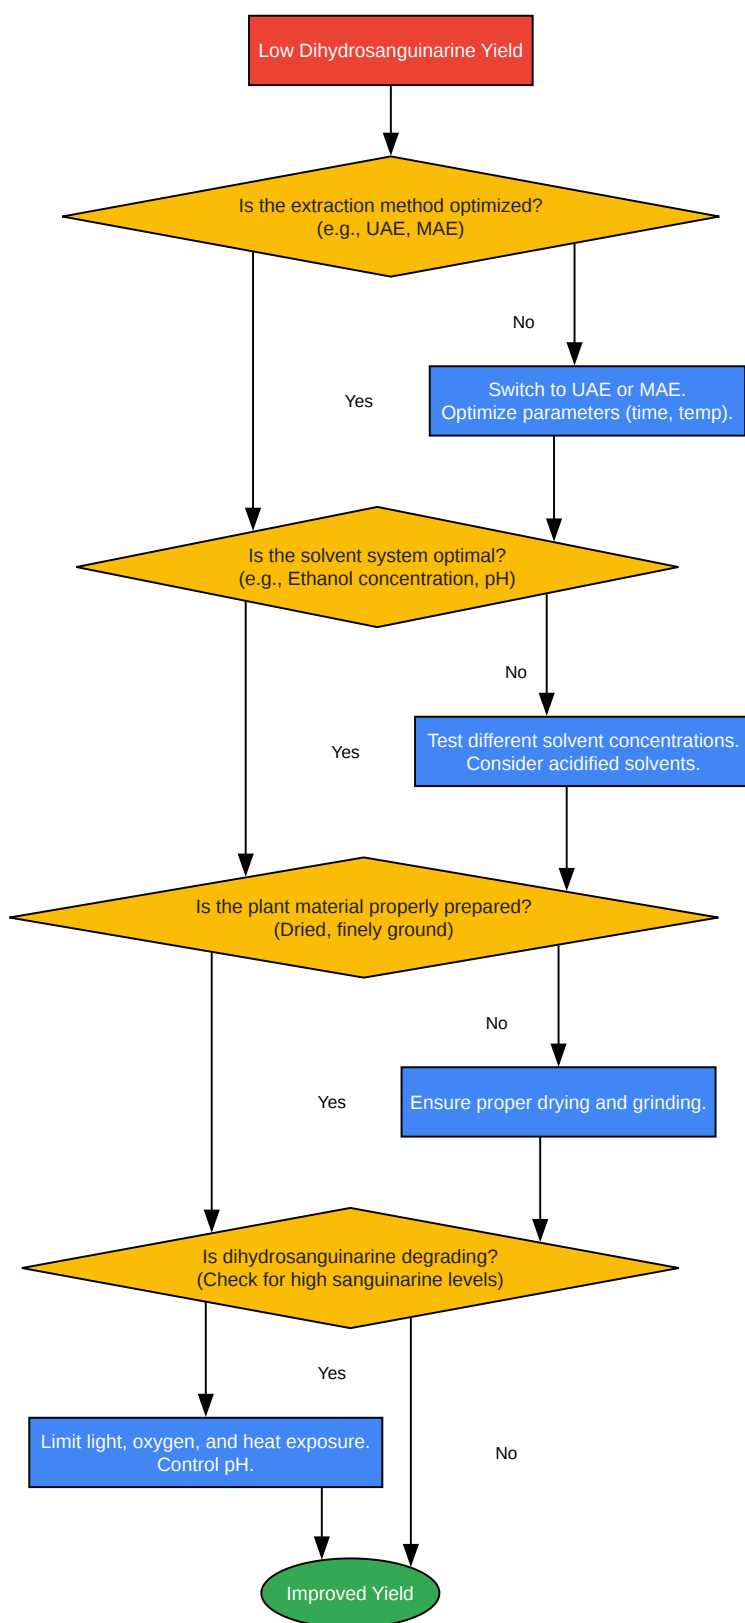 Low Dihydrosanguinarine Yield
Is the extraction method optimized?
(e.g., UAE, MAE)
No
Switch to UAE or MAE.
Optimize parameters (time, temp).
Yes
Is the solvent system optimal?
(e.g., Ethanol concentration, pH)
No
Test different solvent concentrations.
Consider acidified solvents.
Yes
Is the plant material properly prepared?
(Dried, finely ground)
No
Ensure proper drying and grinding.
Yes
Is dihydrosanguinarine degrading?
(Check for high sanguinarine levels)
Yes
Limit light, oxygen, and heat exposure.
Control pH.
No
Improved Yield